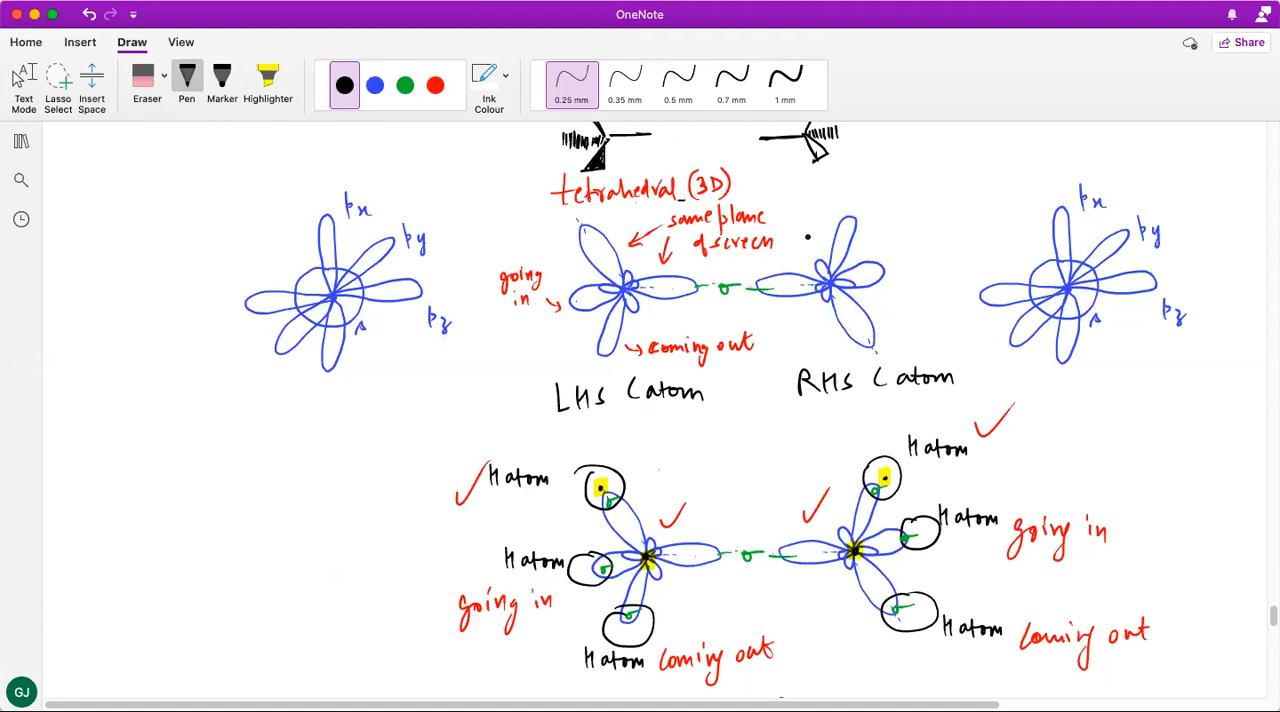 OneNote
Home Insert Draw View
Share
Text Mode
Lasso Select
Insert Space
Eraser
Pen
Marker
Highlighter
0.25 mm
0.35 mm
0.5 mm
0.7 mm
1 mm
Ink Colour
tetrahedral (3D)
px
py
pz
s
same plane
of screen
going
in
σ
coming out
px
py
pz
s
LHS C atom
RHS C atom
H atom
σ
H atom
σ
going in
H atom coming out
σ
σ
H atom
σ
H atom going in
σ
H atom coming out
σ
GJ